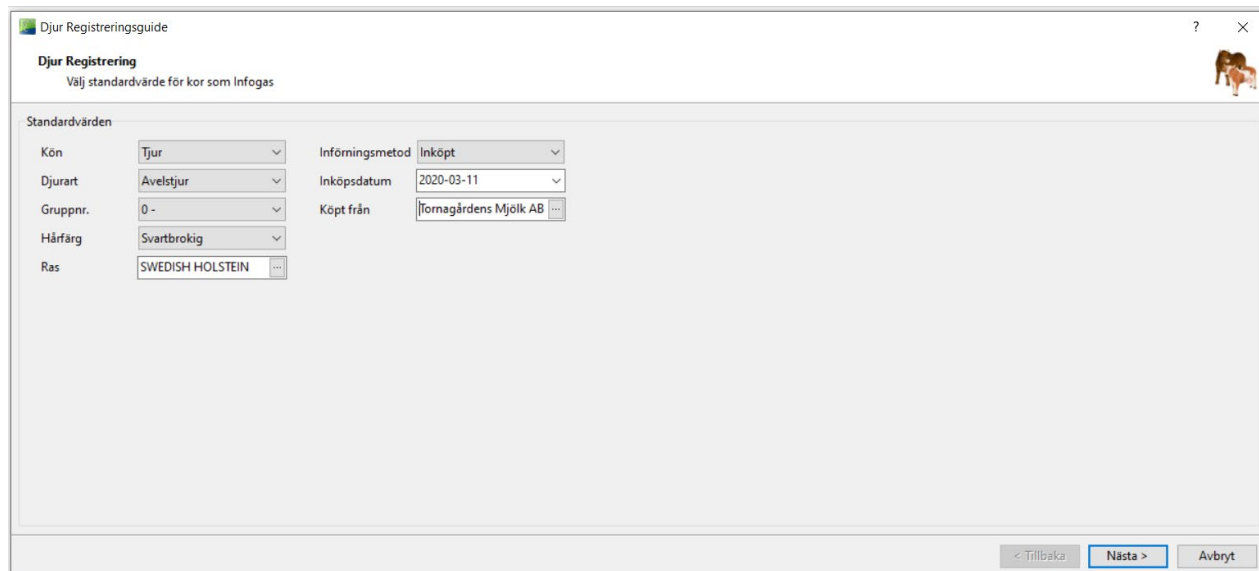 Djur Registreringsguide
? ×
Djur Registrering
Välj standardvärde för kor som Infogas
Standardvärden
Kön Tjur Införningsmetod Inköpt
Djurart Avelstjur Inköpsdatum 2020-03-11
Gruppnr. 0 - Köpt från Tornagårdens Mjölk AB ...
Hårfärg Svartbrokig
Ras SWEDISH HOLSTEIN ...
< Tillbaka Nästa > Avbryt